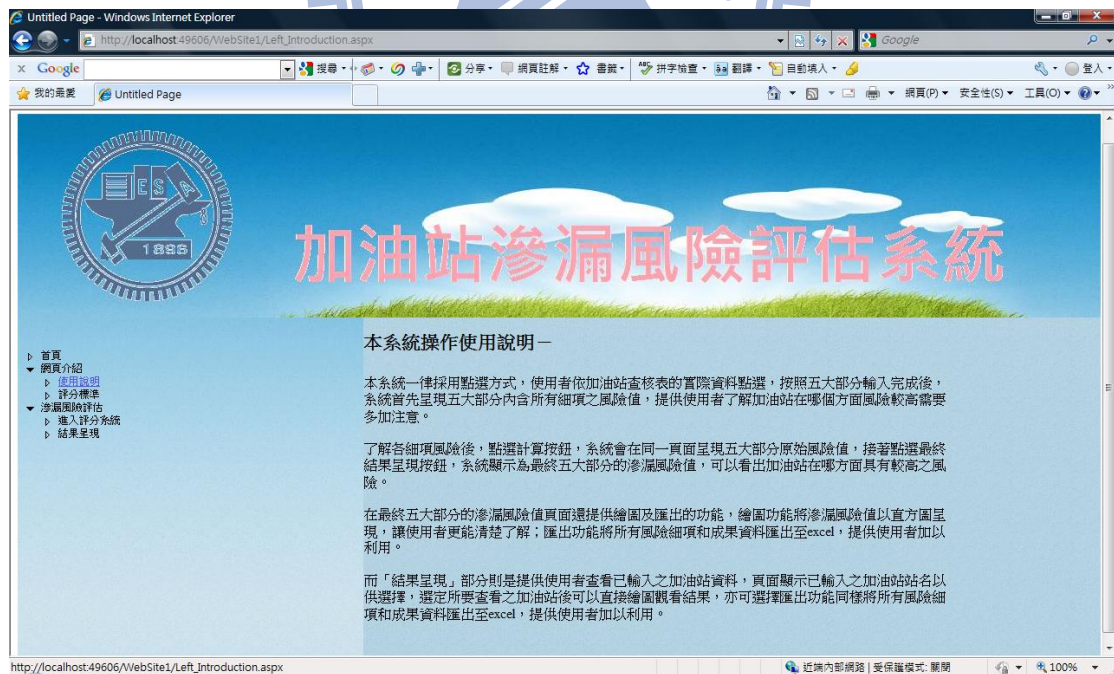 Untitled Page - Windows Internet Explorer
http://localhost:49606/WebSite1/Left_Introduction.aspx
Google
x Google
搜尋
分享
網頁註解
書籤
拼字檢查
翻譯
自動填入
登入
我的最愛
Untitled Page
網頁(P)
安全性(S)
工具(O)
E S A
1896
加油站滲漏風險評估系統
首頁
網頁介紹
使用說明
評分標準
滲漏風險評估
進入評分系統
結果呈現
本系統操作使用說明－
本系統一律採用點選方式，使用者依加油站查核表的實際資料點選，按照五大部分輸入完成後，
系統首先呈現五大部分內含所有細項之風險值，提供使用者了解加油站在哪個方面風險較高需要
多加注意。
了解各細項風險後，點選計算按鈕，系統會在同一頁面呈現五大部分原始風險值，接著點選最終
結果呈現按鈕，系統顯示為最終五大部分的滲漏風險值，可以看出加油站在哪方面具有較高之風
險。
在最終五大部分的滲漏風險值頁面還提供繪圖及匯出的功能，繪圖功能將滲漏風險值以直方圖呈
現，讓使用者更能清楚了解；匯出功能將所有風險細項和成果資料匯出至excel，提供使用者加以
利用。
而「結果呈現」部分則是提供使用者查看已輸入之加油站資料，頁面顯示已輸入之加油站站名以
供選擇，選定所要查看之加油站後可以直接繪圖觀看結果，亦可選擇匯出功能同樣將所有風險細
項和成果資料匯出至excel，提供使用者加以利用。
http://localhost:49606/WebSite1/Left_Introduction.aspx
近端內部網路 | 受保護模式: 關閉
100%